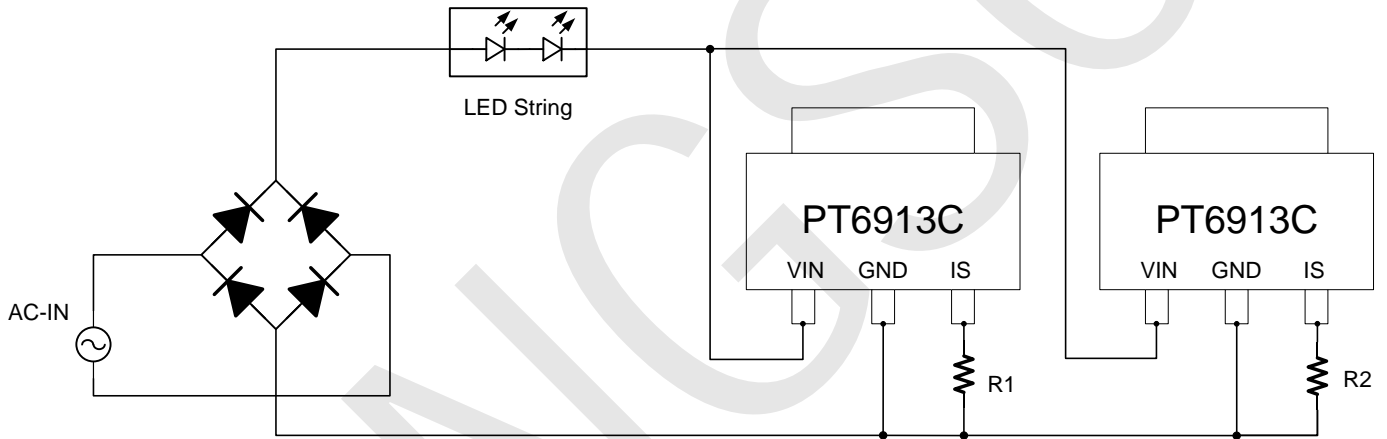 LED String
PT6913C
PT6913C
VIN
GND
IS
VIN
GND
IS
AC-IN
R1
R2